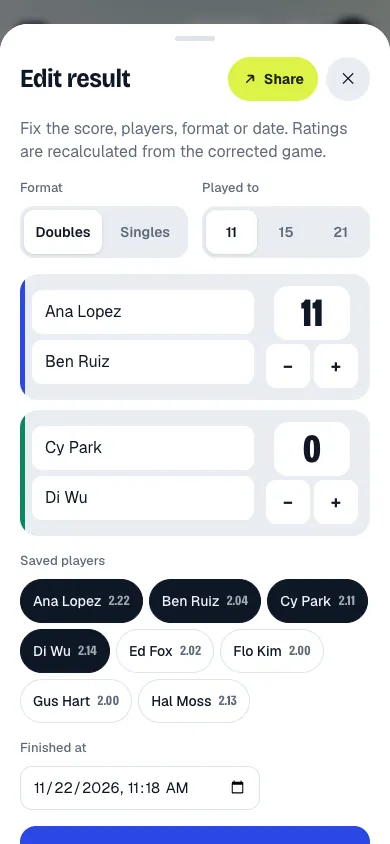 Edit result
Share
Fix the score, players, format or date. Ratings
are recalculated from the corrected game.
Format
Played to
Doubles Singles
11 15 21
Ana Lopez
11
Ben Ruiz
− +
Cy Park
0
Di Wu
− +
Saved players
Ana Lopez 2.22 Ben Ruiz 2.04 Cy Park 2.11
Di Wu 2.14 Ed Fox 2.02 Flo Kim 2.00
Gus Hart 2.00 Hal Moss 2.13
Finished at
11/22/2026, 11:18 AM